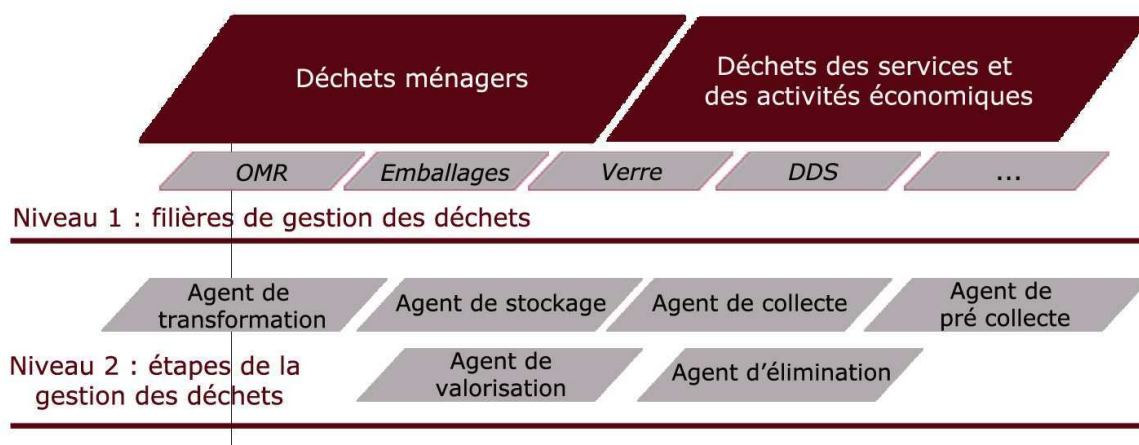 Déchets ménagers
Déchets des services et
des activités économiques
OMR
Emballages
Verre
DDS
...
Niveau 1 : filières de gestion des déchets
Agent de
transformation
Agent de stockage
Agent de collecte
Agent de
pré collecte
Niveau 2 : étapes de la
gestion des déchets
Agent de
valorisation
Agent d'élimination